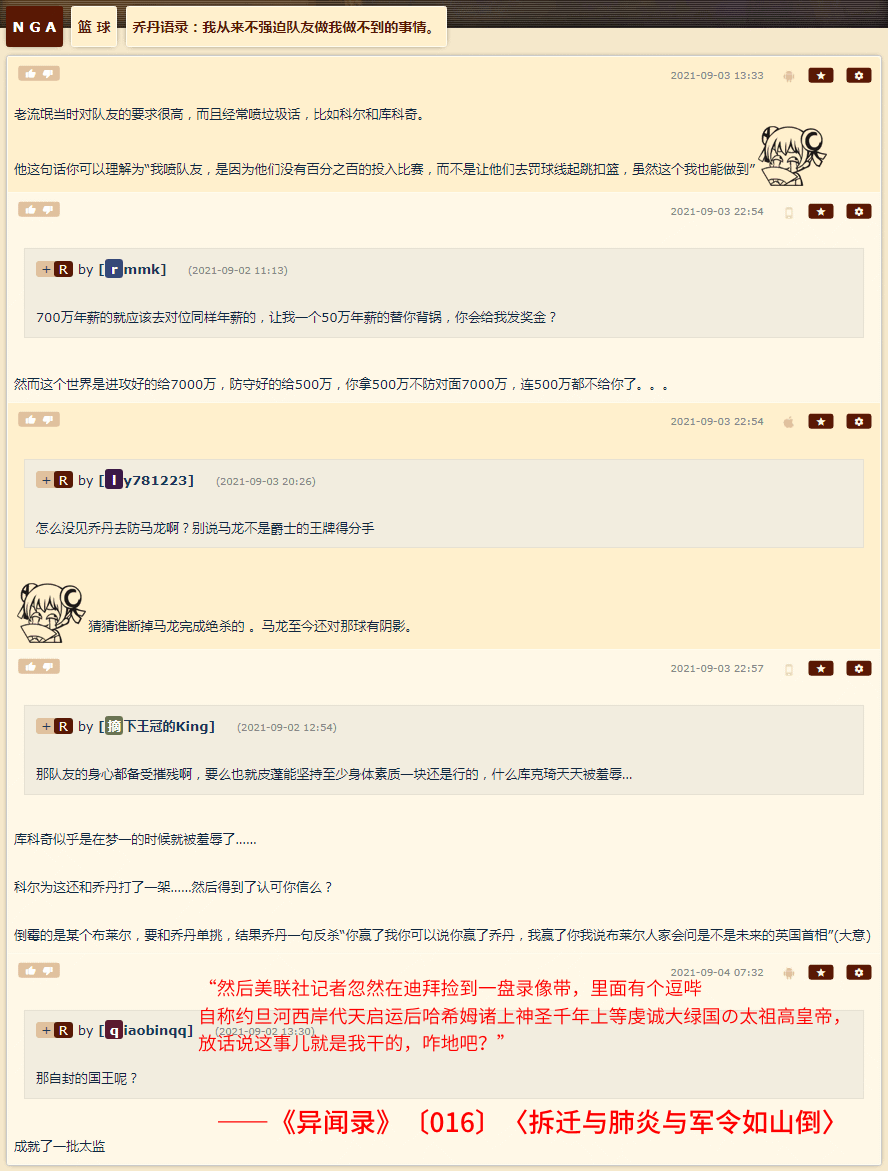 NGA 篮球 乔丹语录：我从来不强迫队友做我做不到的事情。
2021-09-03 13:33
老流氓当时对队友的要求很高，而且经常喷垃圾话，比如科尔和库科奇。
他这句话你可以理解为“我喷队友，是因为他们没有百分之百的投入比赛，而不是让他们去罚球线起跳扣篮，虽然这个我也能做到”
2021-09-03 22:54
+ R by [rmmk] (2021-09-02 11:13)
700万年薪的就应该去对位同样年薪的，让我一个50万年薪的替你背锅，你会给我发奖金？
然而这个世界是进攻好的给7000万，防守好的给500万，你拿500万不防对面7000万，连500万都不给你了。。。
2021-09-03 22:54
+ R by [ly781223] (2021-09-03 20:26)
怎么没见乔丹去防马龙啊？别说马龙不是爵士的王牌得分手
猜猜谁断掉马龙完成绝杀的 。马龙至今还对那球有阴影。
2021-09-03 22:57
+ R by [摘下王冠的King] (2021-09-02 12:54)
那队友的身心都备受摧残啊，要么也就皮蓬能坚持至少身体素质一块还是行的，什么库克琦天天被羞辱...
库科奇似乎是在梦一的时候就被羞辱了……
科尔为这还和乔丹打了一架……然后得到了认可你信么？
倒霉的是某个布莱尔，要和乔丹单挑，结果乔丹一句反杀“你赢了我你可以说你赢了乔丹，我赢了你我说布莱尔人家会问是不是未来的英国首相”(大意)
2021-09-04 07:32
“然后美联社记者忽然在迪拜捡到一盘录像带，里面有个逗哔
自称约旦河西岸代天启运后哈希姆诸上神圣千年上等虔诚大绿国の太祖高皇帝，
+ R by [qiaobinqq] (2021-09-02 13:30)
放话说这事儿就是我干的，咋地吧？”
那自封的国王呢？
——《异闻录》〔016〕〈拆迁与肺炎与军令如山倒〉
成就了一批太监